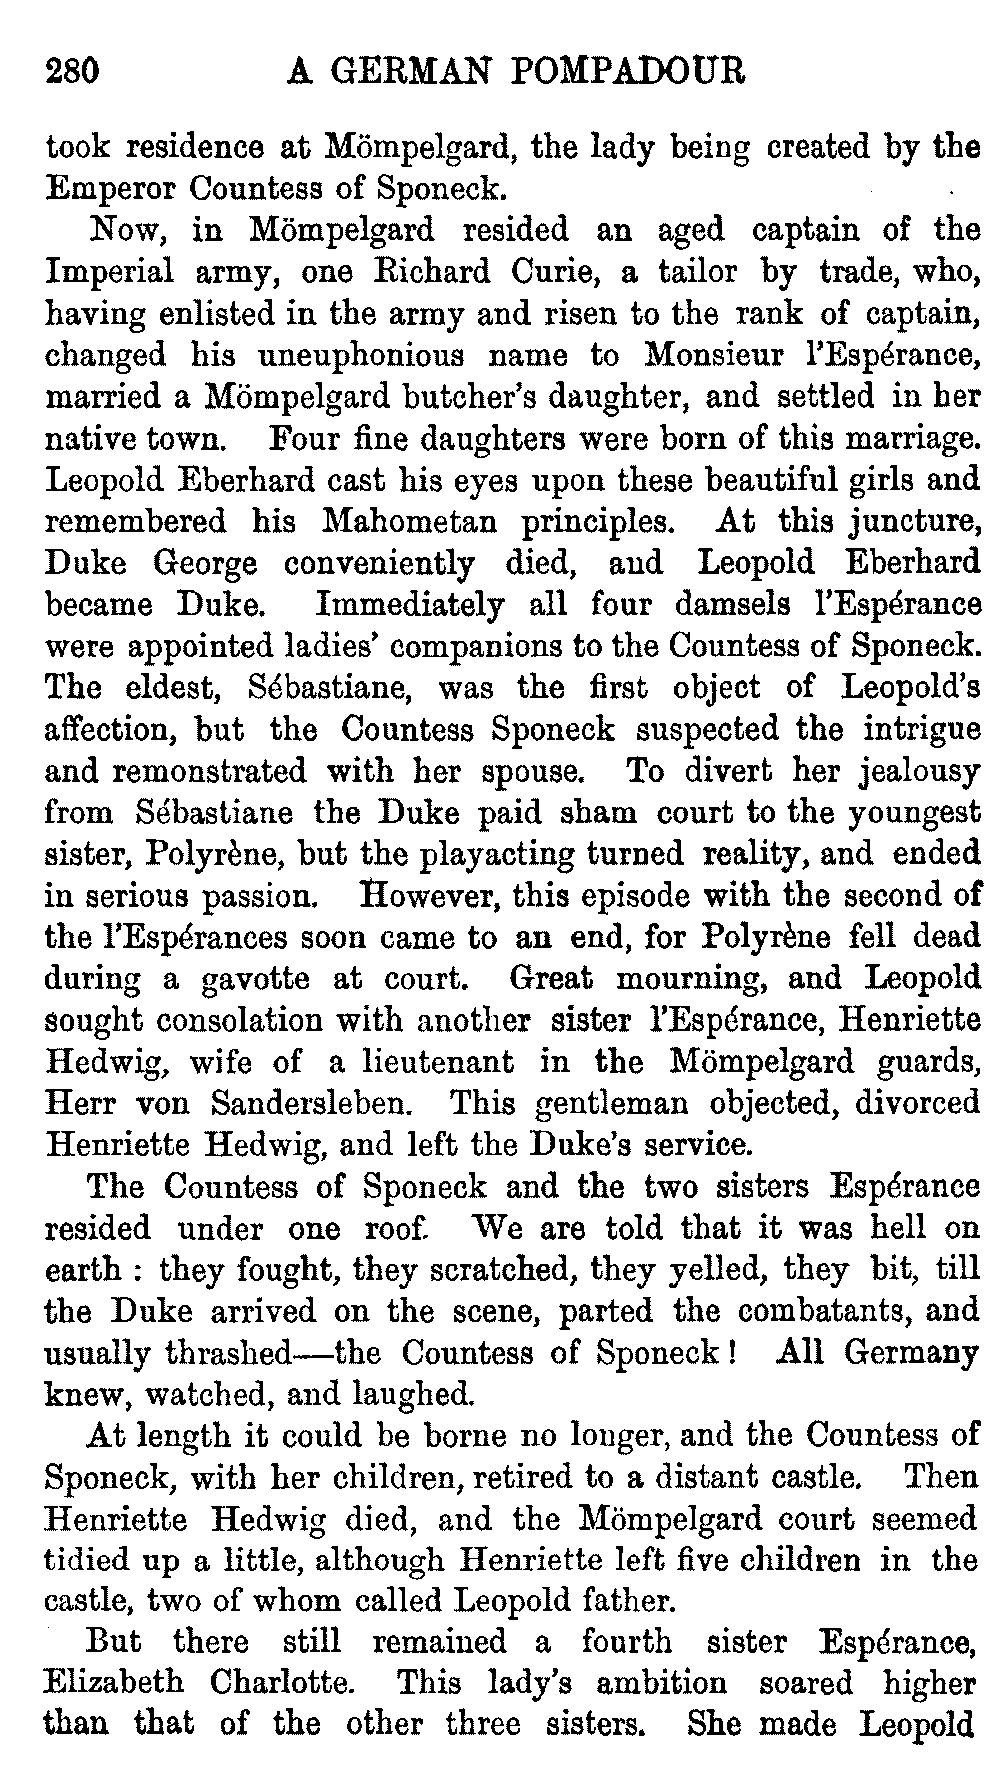 280 A GERMAN POMPADOUR
took residence at Mömpelgard, the lady being created by the
Emperor Countess of Sponeck.
Now, in Mömpelgard resided an aged captain of the
Imperial army, one Richard Curie, a tailor by trade, who,
having enlisted in the army and risen to the rank of captain,
changed his uneuphonious name to Monsieur l'Espérance,
married a Mömpelgard butcher's daughter, and settled in her
native town. Four fine daughters were born of this marriage.
Leopold Eberhard cast his eyes upon these beautiful girls and
remembered his Mahometan principles. At this juncture,
Duke George conveniently died, and Leopold Eberhard
became Duke. Immediately all four damsels l'Espérance
were appointed ladies' companions to the Countess of Sponeck.
The eldest, Sébastiane, was the first object of Leopold's
affection, but the Countess Sponeck suspected the intrigue
and remonstrated with her spouse. To divert her jealousy
from Sébastiane the Duke paid sham court to the youngest
sister, Polyrène, but the playacting turned reality, and ended
in serious passion. However, this episode with the second of
the l'Espérances soon came to an end, for Polyrène fell dead
during a gavotte at court. Great mourning, and Leopold
sought consolation with another sister l'Espérance, Henriette
Hedwig, wife of a lieutenant in the Mömpelgard guards,
Herr von Sandersleben. This gentleman objected, divorced
Henriette Hedwig, and left the Duke's service.
The Countess of Sponeck and the two sisters Espérance
resided under one roof. We are told that it was hell on
earth : they fought, they scratched, they yelled, they bit, till
the Duke arrived on the scene, parted the combatants, and
usually thrashed—the Countess of Sponeck! All Germany
knew, watched, and laughed.
At length it could be borne no longer, and the Countess of
Sponeck, with her children, retired to a distant castle. Then
Henriette Hedwig died, and the Mömpelgard court seemed
tidied up a little, although Henriette left five children in the
castle, two of whom called Leopold father.
But there still remained a fourth sister Espérance,
Elizabeth Charlotte. This lady's ambition soared higher
than that of the other three sisters. She made Leopold